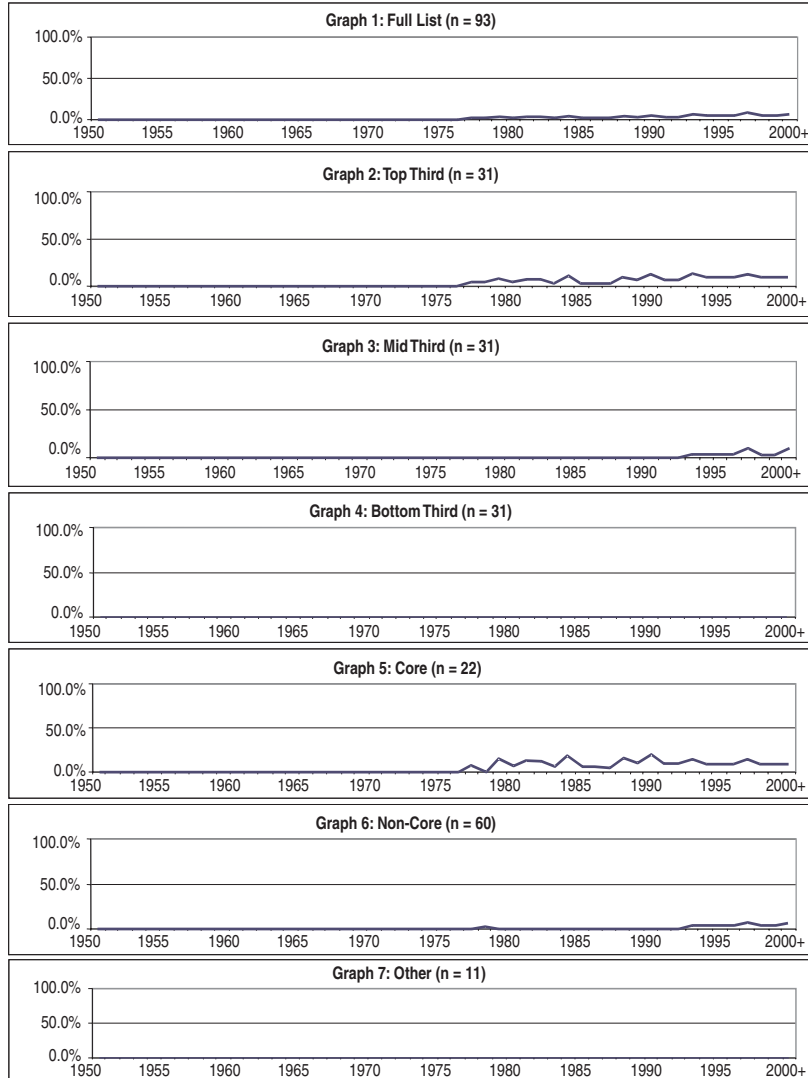 Graph 1: Full List (n = 93)
100.0%
50.0%
0.0%
1950 1955 1960 1965 1970 1975 1980 1985 1990 1995 2000+
Graph 2: Top Third (n = 31)
100.0%
50.0%
0.0%
1950 1955 1960 1965 1970 1975 1980 1985 1990 1995 2000+
Graph 3: Mid Third (n = 31)
100.0%
50.0%
0.0%
1950 1955 1960 1965 1970 1975 1980 1985 1990 1995 2000+
Graph 4: Bottom Third (n = 31)
100.0%
50.0%
0.0%
1950 1955 1960 1965 1970 1975 1980 1985 1990 1995 2000+
Graph 5: Core (n = 22)
100.0%
50.0%
0.0%
1950 1955 1960 1965 1970 1975 1980 1985 1990 1995 2000+
Graph 6: Non-Core (n = 60)
100.0%
50.0%
0.0%
1950 1955 1960 1965 1970 1975 1980 1985 1990 1995 2000+
Graph 7: Other (n = 11)
100.0%
50.0%
0.0%
1950 1955 1960 1965 1970 1975 1980 1985 1990 1995 2000+